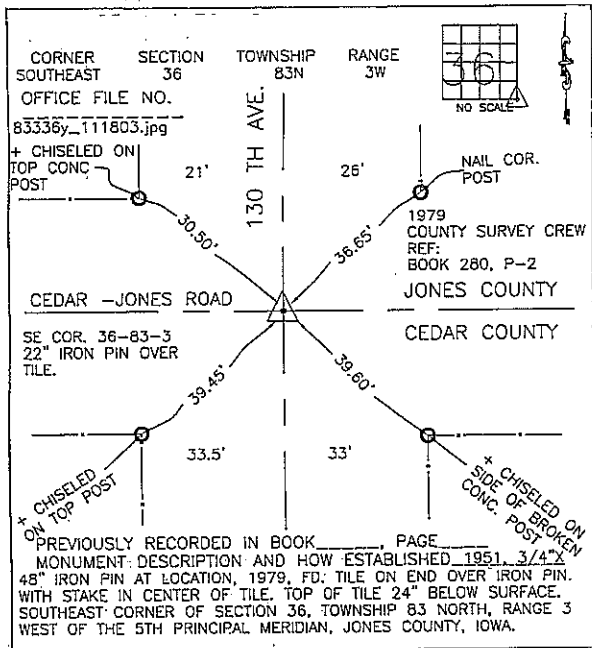 CORNER SECTION TOWNSHIP RANGE
SOUTHEAST 36 83N 3W
36
NO SCALE
OFFICE FILE NO.
83336y_111803.jpg
+ CHISELED ON
TOP CONC
POST
21'
130 TH AVE.
26'
NAIL COR.
POST
30.50'
36.65'
1979
COUNTY SURVEY CREW
REF:
BOOK 280, P-2
CEDAR -JONES ROAD
JONES COUNTY
CEDAR COUNTY
SE COR. 36-83-3
22" IRON PIN OVER
TILE.
39.45'
39.60'
33.5'
33'
+ CHISELED
ON TOP POST
+ CHISELED ON
SIDE OF BROKEN
CONC. POST
PREVIOUSLY RECORDED IN BOOK______, PAGE_____
MONUMENT DESCRIPTION AND HOW ESTABLISHED 1951, 3/4"X
48" IRON PIN AT LOCATION, 1979, FD. TILE ON END OVER IRON PIN.
WITH STAKE IN CENTER OF TILE. TOP OF TILE 24" BELOW SURFACE.
SOUTHEAST CORNER OF SECTION 36, TOWNSHIP 83 NORTH, RANGE 3
WEST OF THE 5TH PRINCIPAL MERIDIAN, JONES COUNTY, IOWA.